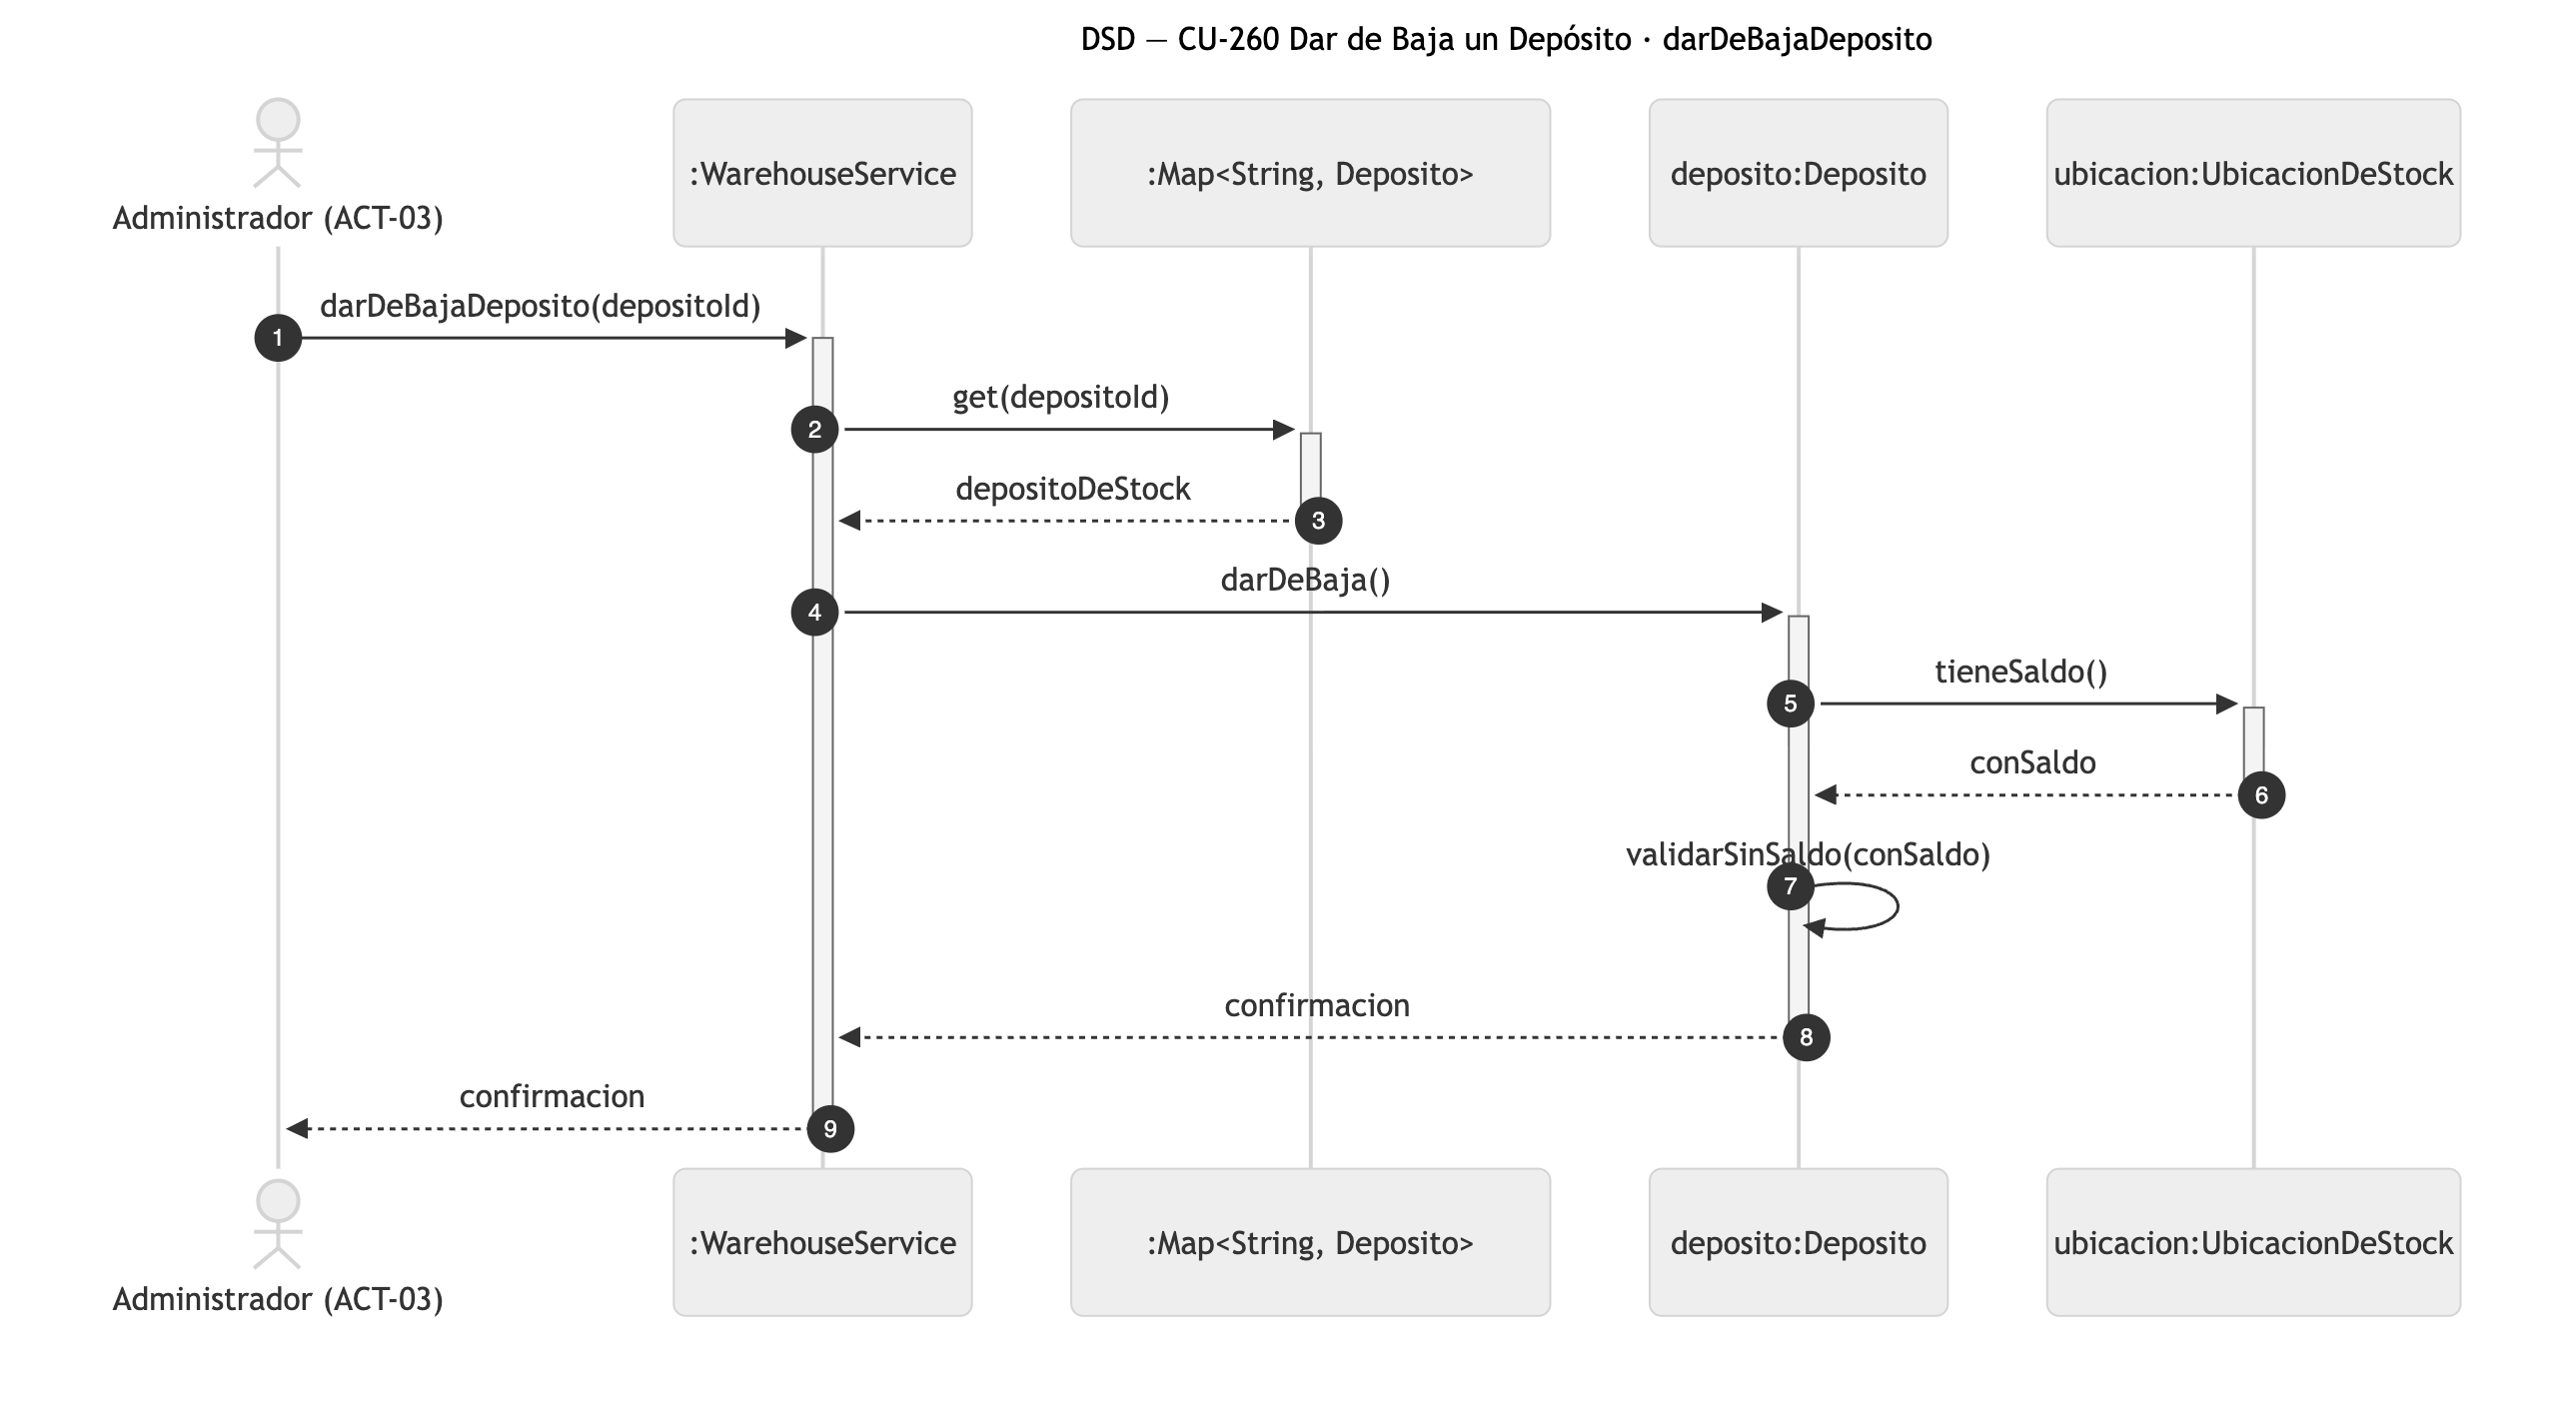 DSD — CU-260 Dar de Baja un Depósito · darDeBajaDeposito
Administrador (ACT-03)
:WarehouseService
:Map<String, Deposito>
deposito:Deposito
ubicacion:UbicacionDeStock
darDeBajaDeposito(depositoId)
1
get(depositoId)
2
depositoDeStock
3
darDeBaja()
4
tieneSaldo()
5
conSaldo
6
validarSinSaldo(conSaldo)
7
confirmacion
8
confirmacion
9
Administrador (ACT-03)
:WarehouseService
:Map<String, Deposito>
deposito:Deposito
ubicacion:UbicacionDeStock